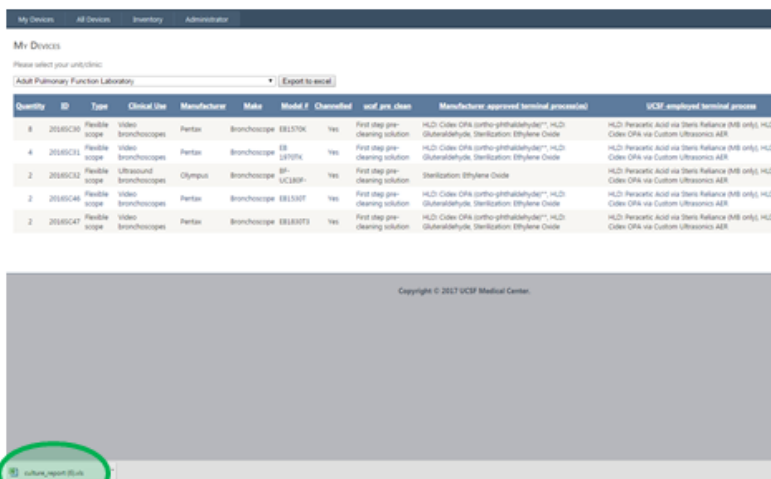 My Devices All Devices Inventory Administrator
MY DEVICES
Please select your unit/clinic:
Adult Pulmonary Function Laboratory Export to excel
Quantity ID Type Clinical Use Manufacturer Make Model # Channelled ucsf pre clean Manufacturer approved terminal process(es) UCSF employed terminal process
8 2016SC30 Flexible scope Video bronchoscopes Pentax Bronchoscope EB1570K Yes First step pre-cleaning solution HLD: Cidex OPA (ortho-phthaldehyde)**, HLD: Gluteraldehyde, Sterilization: Ethylene Oxide HLD: Peracetic Acid via Steris Reliance (MB only), HLD: Cidex OPA via Custom Ultrasonics AER
4 2016SC31 Flexible scope Video bronchoscopes Pentax Bronchoscope EB 1970TK Yes First step pre-cleaning solution HLD: Cidex OPA (ortho-phthaldehyde)**, HLD: Gluteraldehyde, Sterilization: Ethylene Oxide HLD: Peracetic Acid via Steris Reliance (MB only), HLD: Cidex OPA via Custom Ultrasonics AER
2 2016SC32 Flexible scope Ultrasound bronchoscopes Olympus Bronchoscope BF-UC180F- Yes First step pre-cleaning solution Sterilization: Ethylene Oxide HLD: Peracetic Acid via Steris Reliance (MB only), HLD: Cidex OPA via Custom Ultrasonics AER
2 2016SC46 Flexible scope Video bronchoscopes Pentax Bronchoscope EB1530T Yes First step pre-cleaning solution HLD: Cidex OPA (ortho-phthaldehyde)**, HLD: Gluteraldehyde, Sterilization: Ethylene Oxide HLD: Peracetic Acid via Steris Reliance (MB only), HLD: Cidex OPA via Custom Ultrasonics AER
2 2016SC47 Flexible scope Video bronchoscopes Pentax Bronchoscope EB1830T3 Yes First step pre-cleaning solution HLD: Cidex OPA (ortho-phthaldehyde)**, HLD: Gluteraldehyde, Sterilization: Ethylene Oxide HLD: Peracetic Acid via Steris Reliance (MB only), HLD: Cidex OPA via Custom Ultrasonics AER
Copyright © 2017 UCSF Medical Center.
culture_report (6).xls